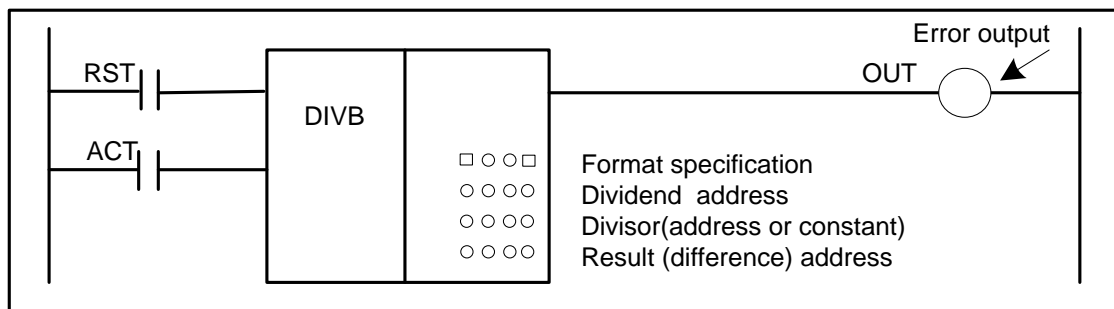 Error output
RST
OUT
DIVB
ACT
Format specification
Dividend address
Divisor(address or constant)
Result (difference) address